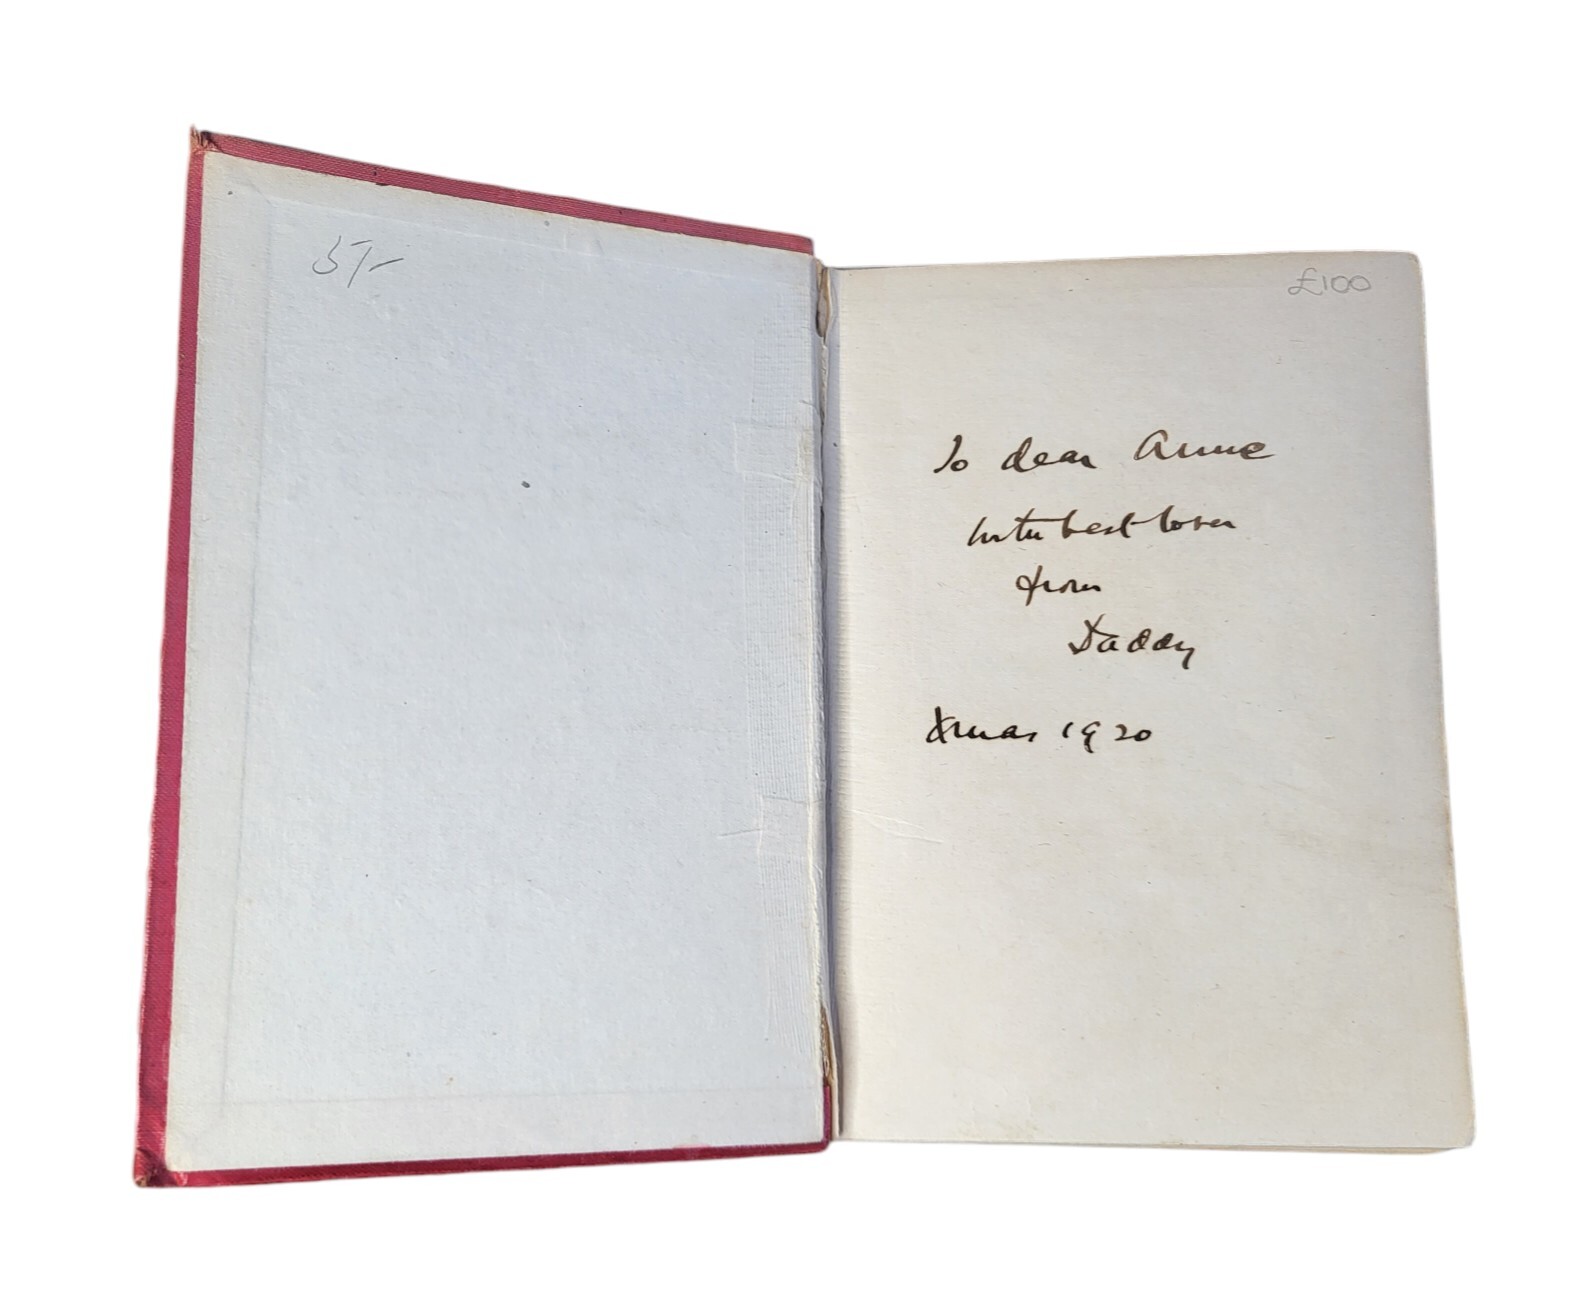 5/-
£100
To dear Anne
with best love
from
Daddy
Xmas 1920